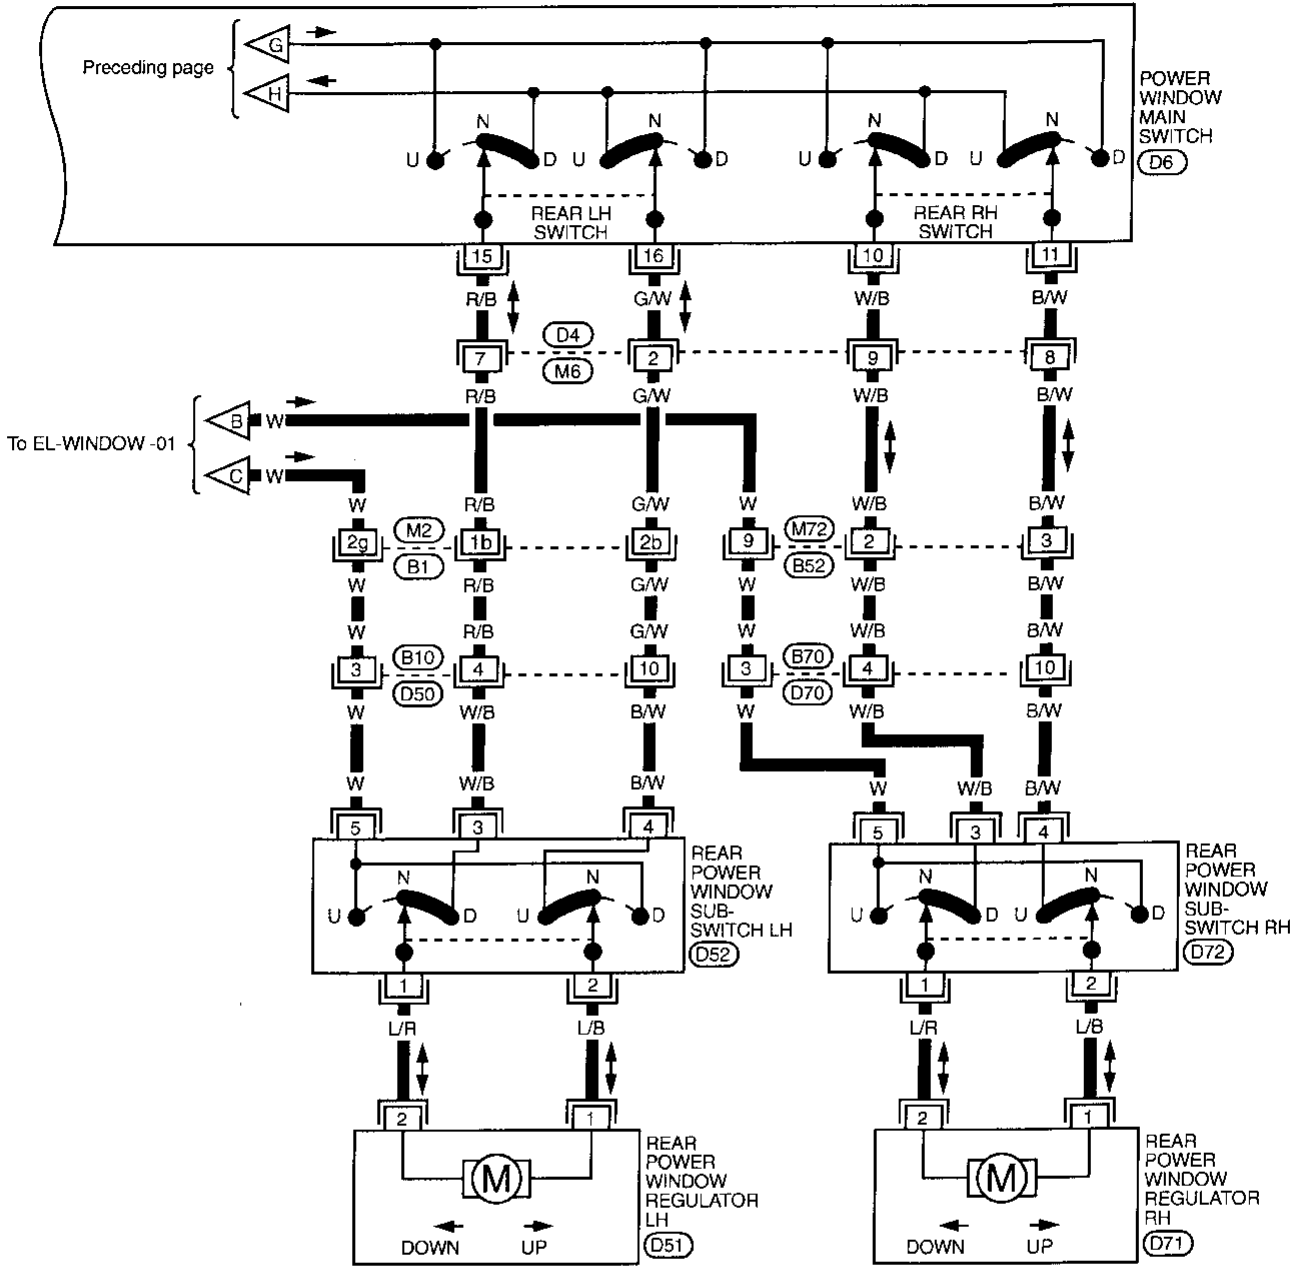 Preceding page
G
H
POWER
WINDOW
MAIN
SWITCH
D6
U N D U N D U N D U N D
REAR LH
SWITCH
REAR RH
SWITCH
15 16 10 11
R/B G/W W/B B/W
D4
7 2 9 8
M6
R/B G/W W/B B/W
To EL-WINDOW -01
B W
C W
W R/B G/W W W/B B/W
M2 M72
2g 1b 2b 9 2 3
B1 B52
W R/B G/W W W/B B/W
W R/B G/W W W/B B/W
B10 B70
3 4 10 3 4 10
D50 D70
W W/B B/W W W/B B/W
W W/B B/W W W/B B/W
5 3 4 5 3 4
REAR
POWER
WINDOW
SUB-
SWITCH LH
D52
REAR
POWER
WINDOW
SUB-
SWITCH RH
D72
U N D U N D U N D U N D
1 2 1 2
L/R L/B L/R L/B
2 1 2 1
M M
REAR
POWER
WINDOW
REGULATOR
LH
D51
REAR
POWER
WINDOW
REGULATOR
RH
D71
DOWN UP DOWN UP